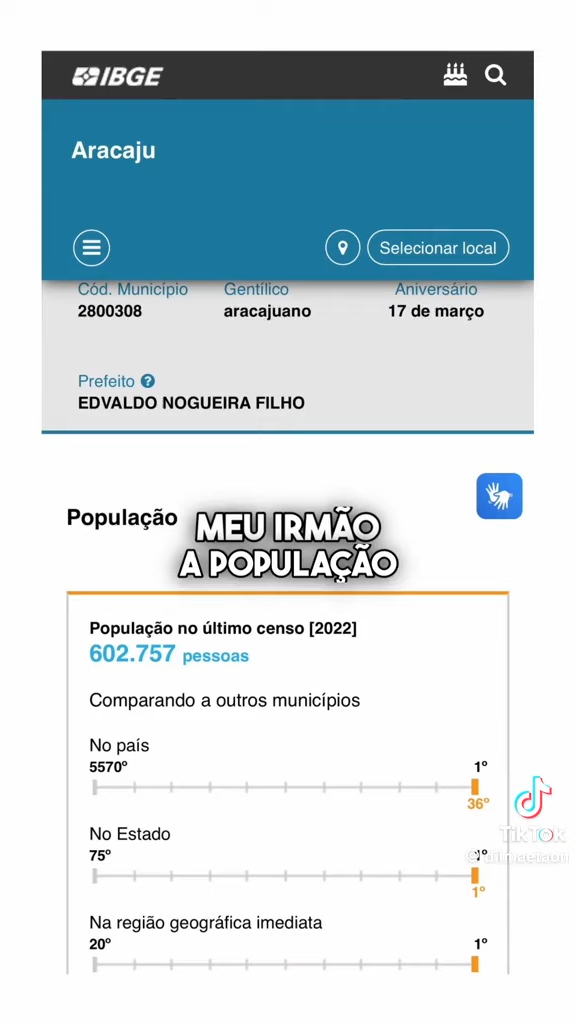 IBGE
Aracaju
Selecionar local
Cód. Município Gentílico Aniversário
2800308 aracajuano 17 de março
Prefeito ?
EDVALDO NOGUEIRA FILHO
População
MEU IRMÃO
A POPULAÇÃO
População no último censo [2022]
602.757 pessoas
Comparando a outros municípios
No país
5570º 1º
36º
No Estado
75º 1º
1º
Na região geográfica imediata
20º 1º
TikTok